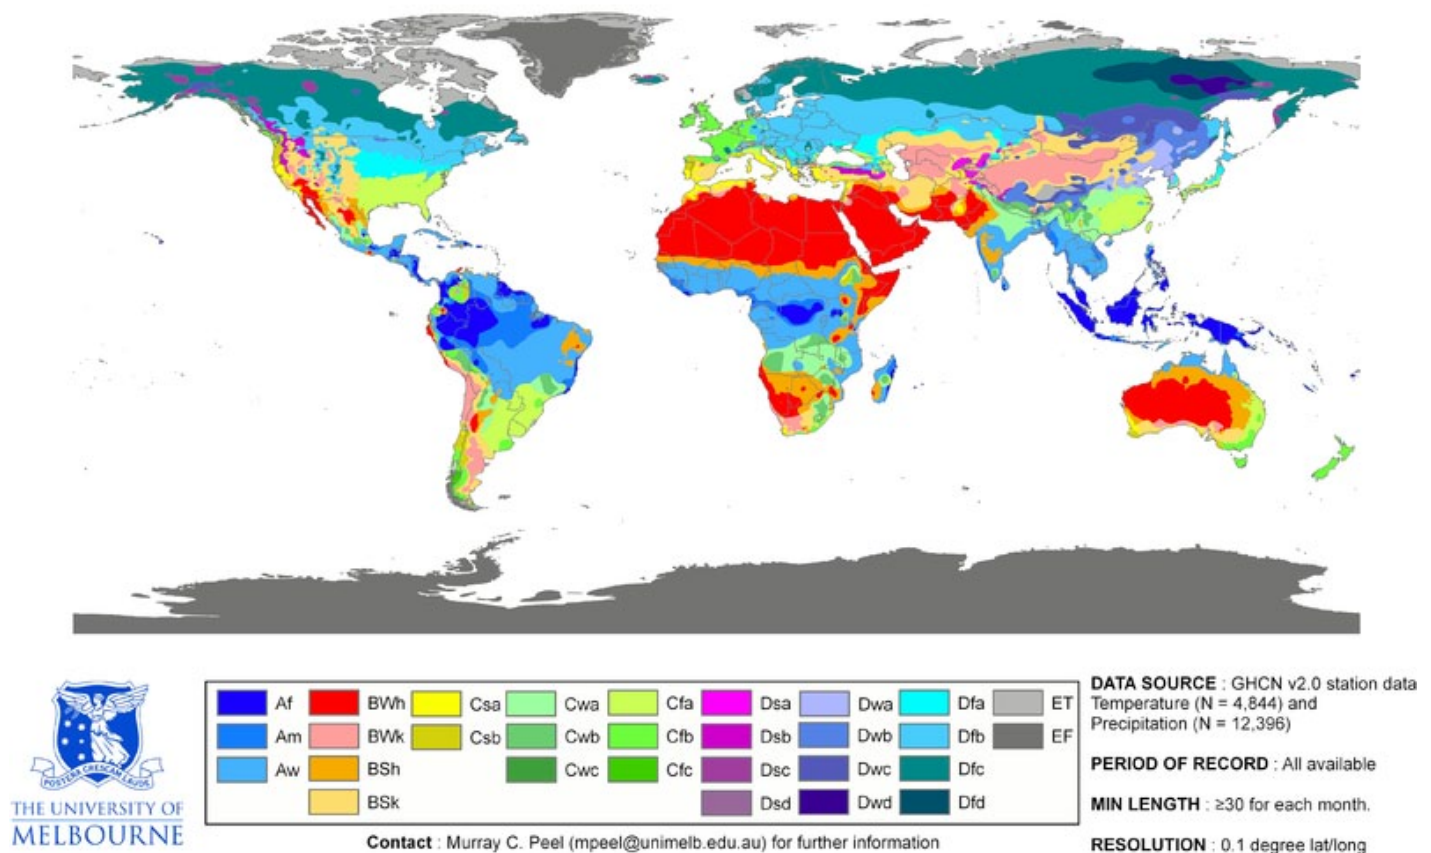 Af
Am
Aw
BWh
BWk
BSh
BSk
Csa
Csb
Cwa
Cwb
Cwc
Cfa
Cfb
Cfc
Dsa
Dsb
Dsc
Dsd
Dwa
Dwb
Dwc
Dwd
Dfa
Dfb
Dfc
Dfd
ET
EF
POSTERA CRESCAM LAUDE
THE UNIVERSITY OF
MELBOURNE
Contact : Murray C. Peel (mpeel@unimelb.edu.au) for further information
DATA SOURCE : GHCN v2.0 station data
Temperature (N = 4,844) and
Precipitation (N = 12,396)
PERIOD OF RECORD : All available
MIN LENGTH : ≥30 for each month.
RESOLUTION : 0.1 degree lat/long